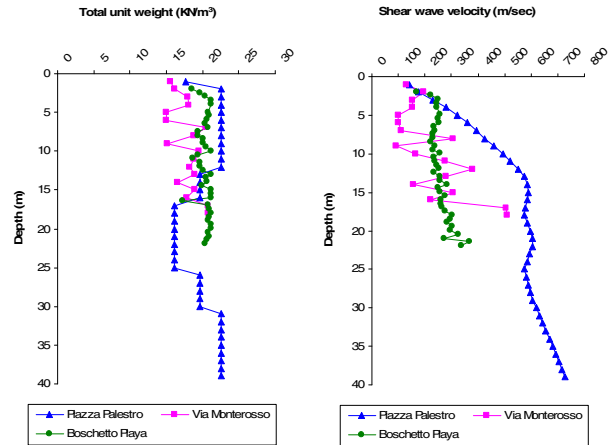 Total unit weight (KN/m³)
0 5 10 15 20 25 30
0
5
10
15
20
25
30
35
40
Depth (m)
Piazza Palestro
Via Monterosso
Boschetto Playa
Shear wave velocity (m/sec)
0 100 200 300 400 500 600 700 800
0
5
10
15
20
25
30
35
40
Depth (m)
Piazza Palestro
Via Monterosso
Boschetto Playa